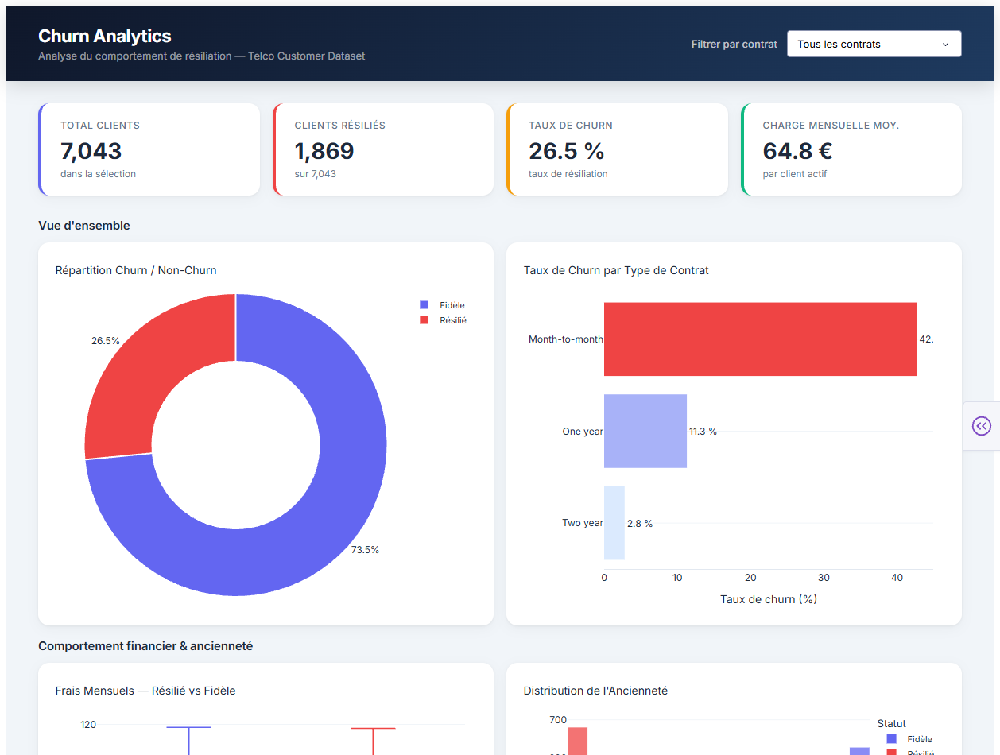 Churn Analytics
Analyse du comportement de résiliation — Telco Customer Dataset
Filtrer par contrat
Tous les contrats
TOTAL CLIENTS
7,043
dans la sélection
CLIENTS RÉSILIÉS
1,869
sur 7,043
TAUX DE CHURN
26.5 %
taux de résiliation
CHARGE MENSUELLE MOY.
64.8 €
par client actif
Vue d'ensemble
Répartition Churn / Non-Churn
Fidèle
Résilié
26.5%
73.5%
Taux de Churn par Type de Contrat
Month-to-month
42.
One year
11.3 %
Two year
2.8 %
0 10 20 30 40
Taux de churn (%)
Comportement financier & ancienneté
Frais Mensuels — Résilié vs Fidèle
120
Distribution de l'Ancienneté
700
Statut
Fidèle
Résilié